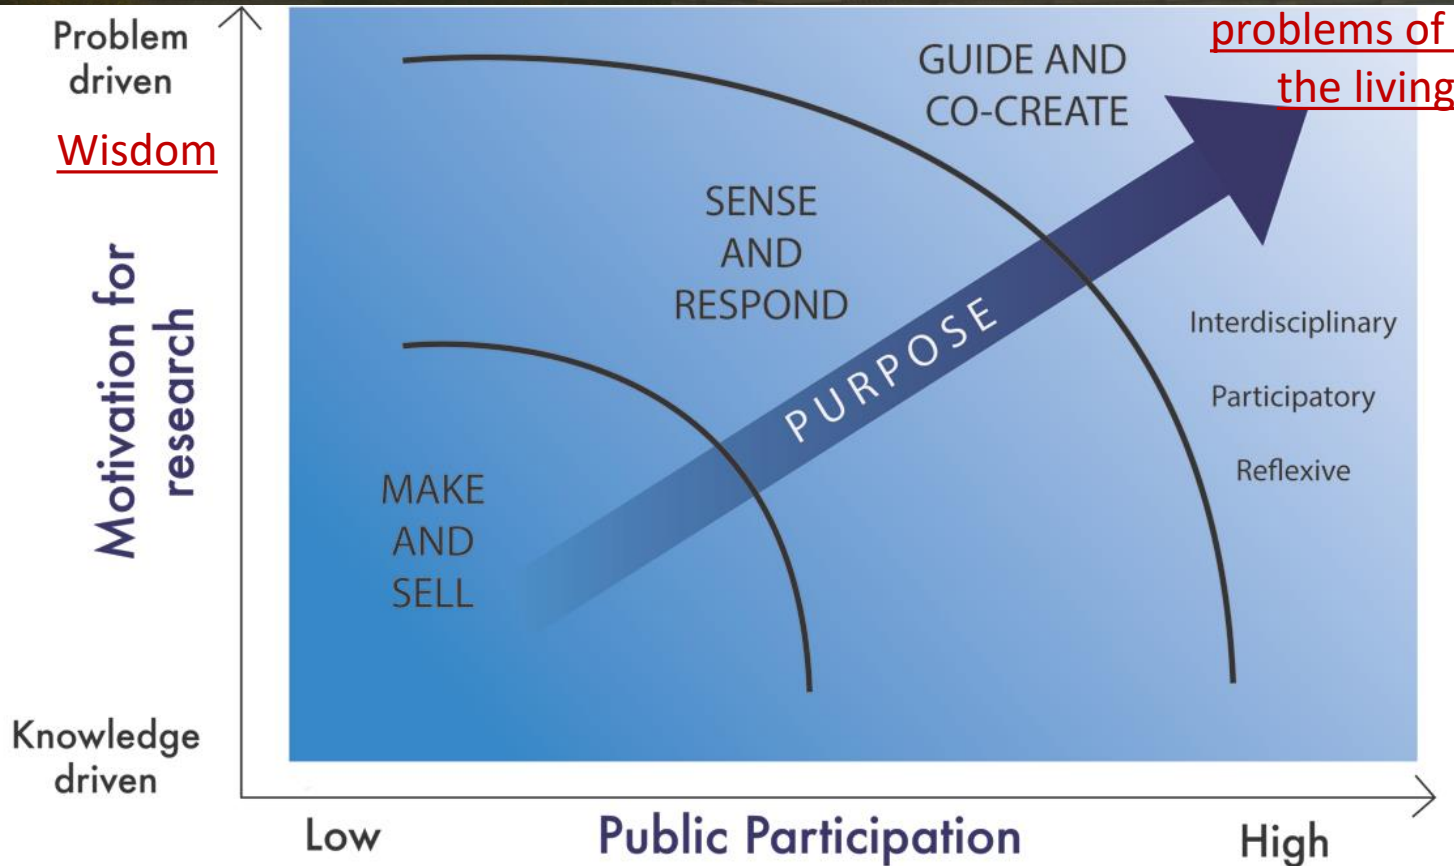 Problem
driven
Wisdom
problems of
the living
GUIDE AND
CO-CREATE
SENSE
AND
RESPOND
PURPOSE
Interdisciplinary
Participatory
Reflexive
MAKE
AND
SELL
Motivation for
research
Knowledge
driven
Low
Public Participation
High